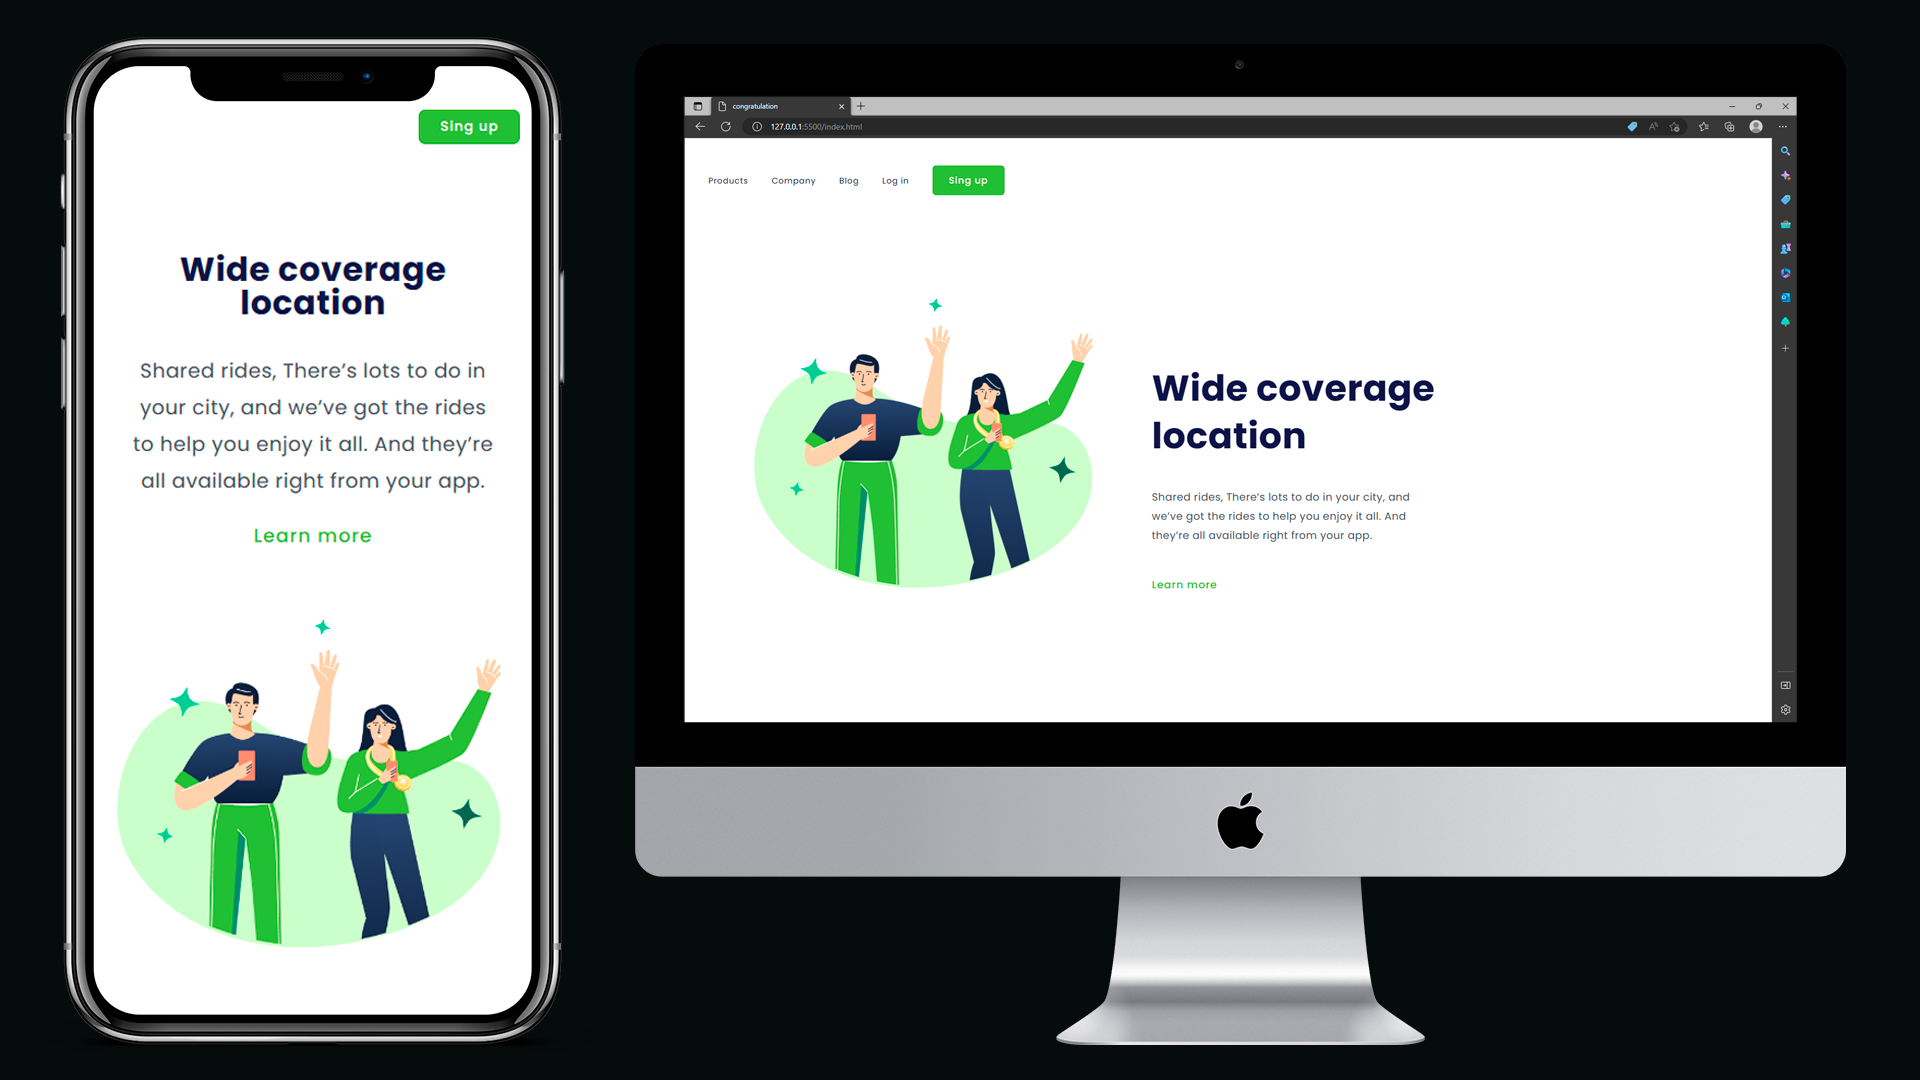 Sing up
Wide coverage
location
Shared rides, There's lots to do in
your city, and we've got the rides
to help you enjoy it all. And they're
all available right from your app.
Learn more
congratulation
127.0.0.1:5500/index.html
Products Company Blog Log in Sing up
Wide coverage
location
Shared rides, There's lots to do in your city, and
we've got the rides to help you enjoy it all. And
they're all available right from your app.
Learn more